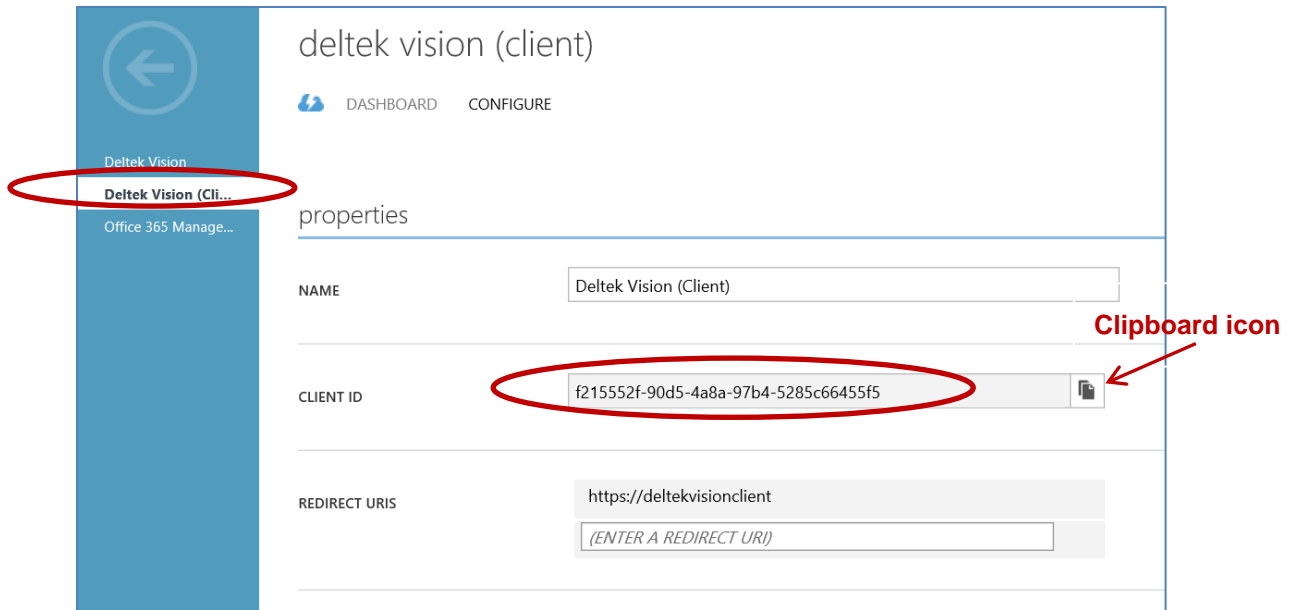 deltek vision (client)
DASHBOARD CONFIGURE
Deltek Vision
Deltek Vision (Cli...
Office 365 Manage...
properties
NAME
Deltek Vision (Client)
Clipboard icon
CLIENT ID
f215552f-90d5-4a8a-97b4-5285c66455f5
REDIRECT URIS
https://deltekvisionclient
(ENTER A REDIRECT URI)